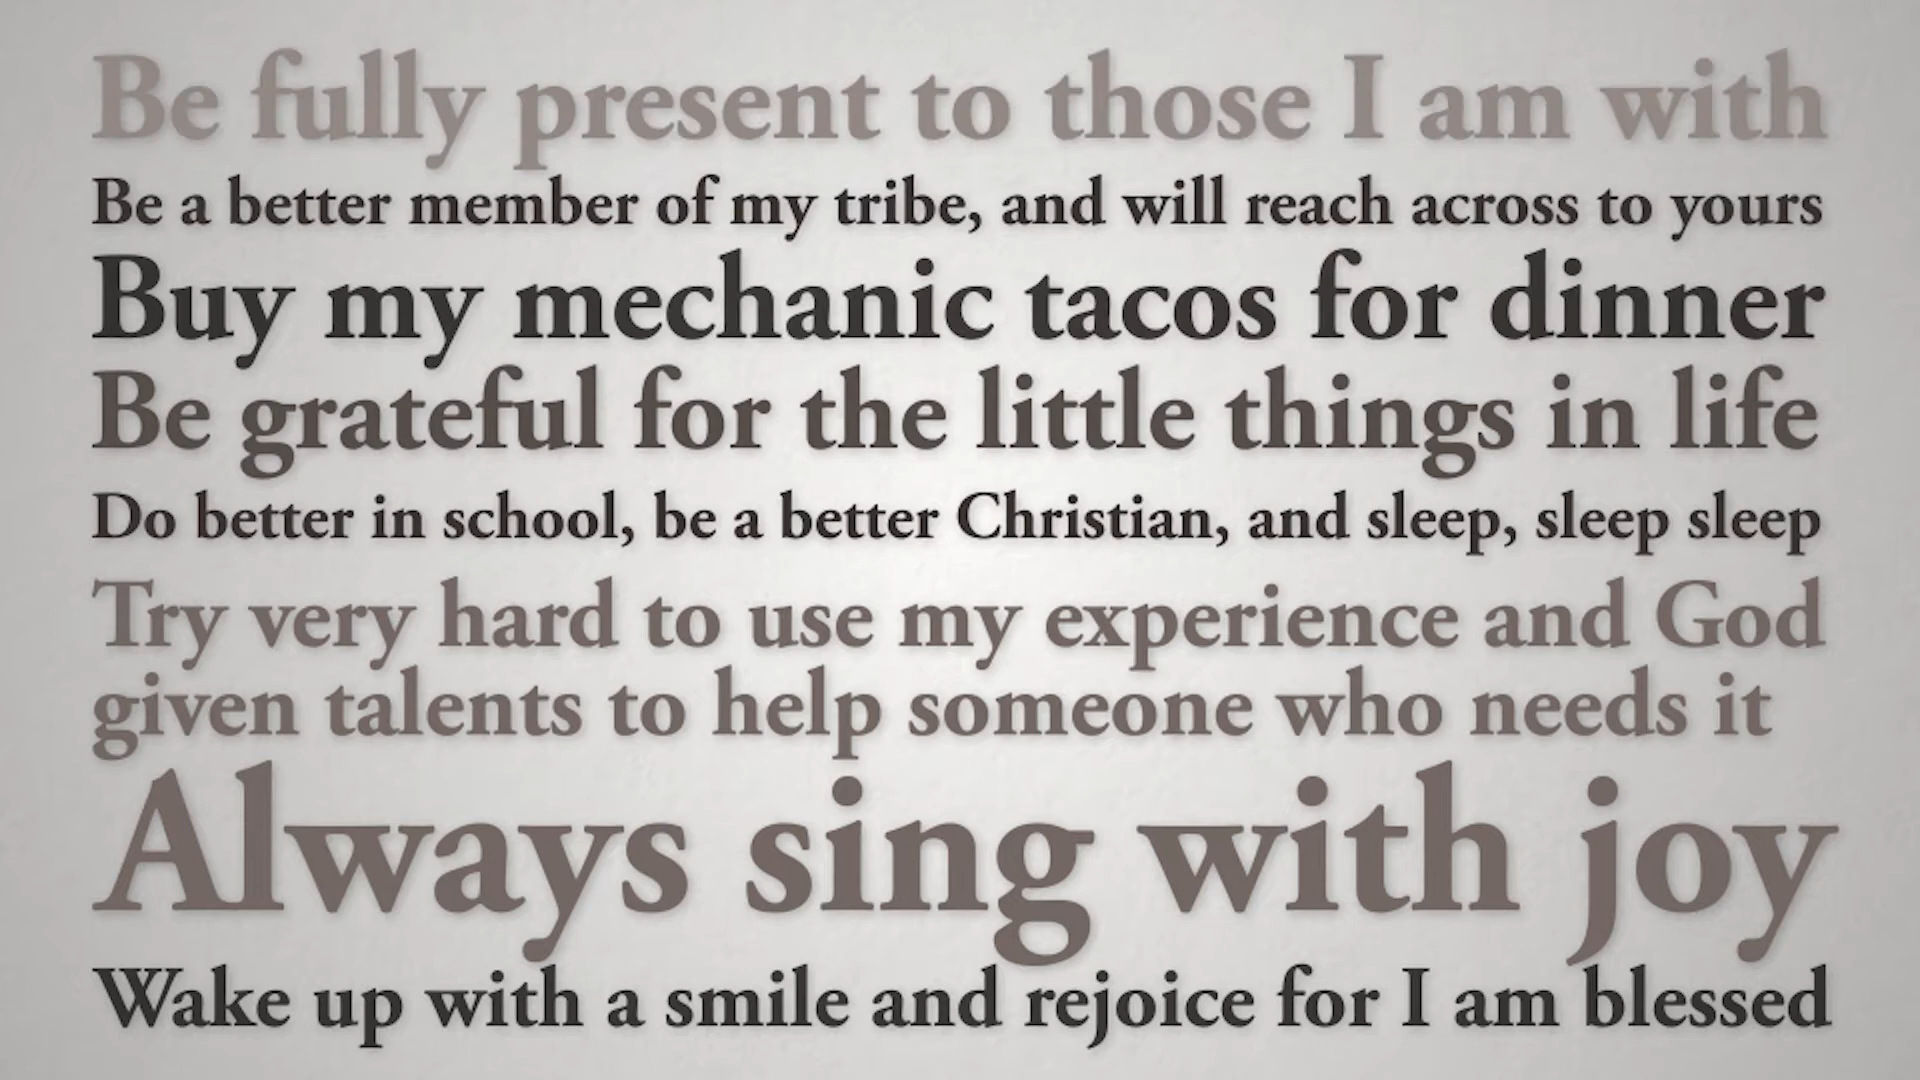 Be fully present to those I am with
Be a better member of my tribe, and will reach across to yours
Buy my mechanic tacos for dinner
Be grateful for the little things in life
Do better in school, be a better Christian, and sleep, sleep sleep
Try very hard to use my experience and God
given talents to help someone who needs it
Always sing with joy
Wake up with a smile and rejoice for I am blessed